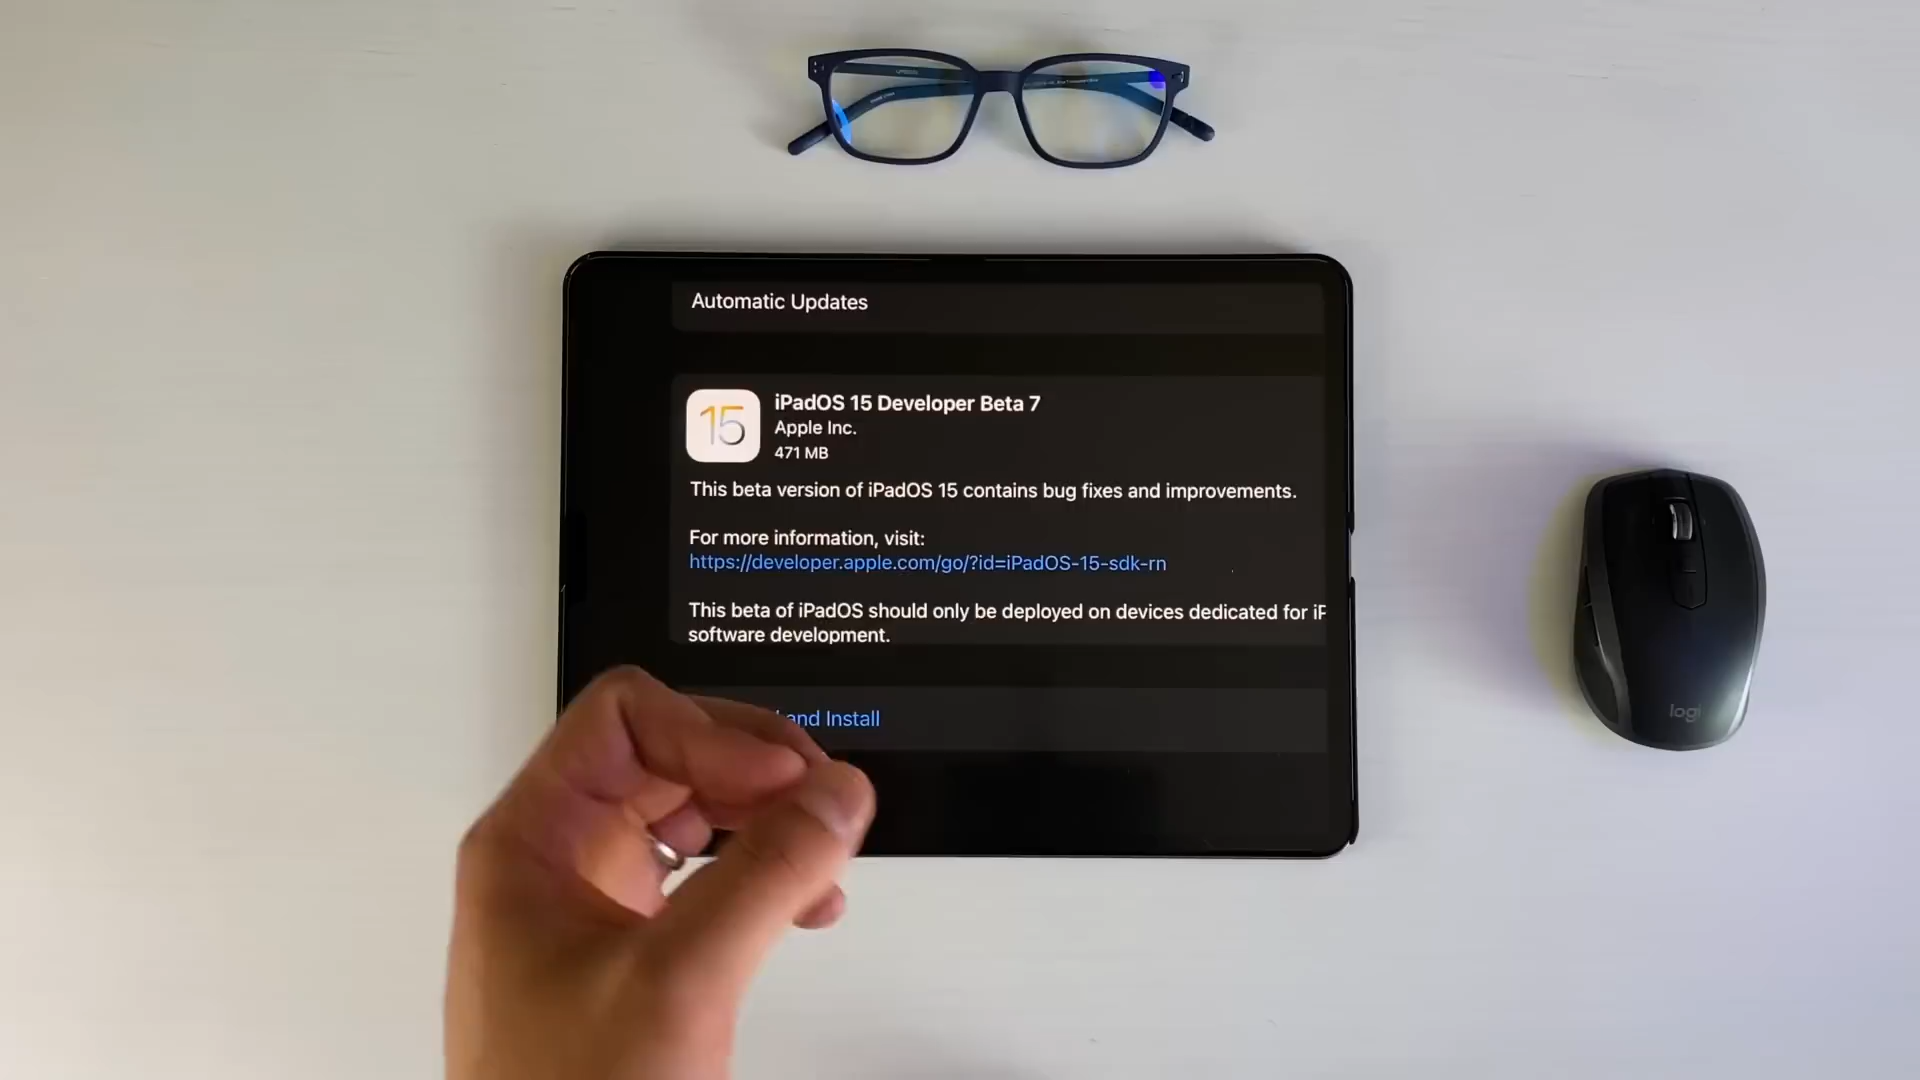 Automatic Updates
15
iPadOS 15 Developer Beta 7
Apple Inc.
471 MB
This beta version of iPadOS 15 contains bug fixes and improvements.
For more information, visit:
https://developer.apple.com/go/?id=iPadOS-15-sdk-rn
This beta of iPadOS should only be deployed on devices dedicated for iP
software development.
and Install
logi